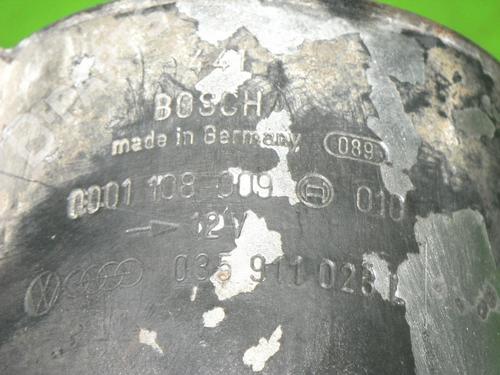 BOSCH
made in Germany 089
0001 108 009 010
12V
035 911 023 L